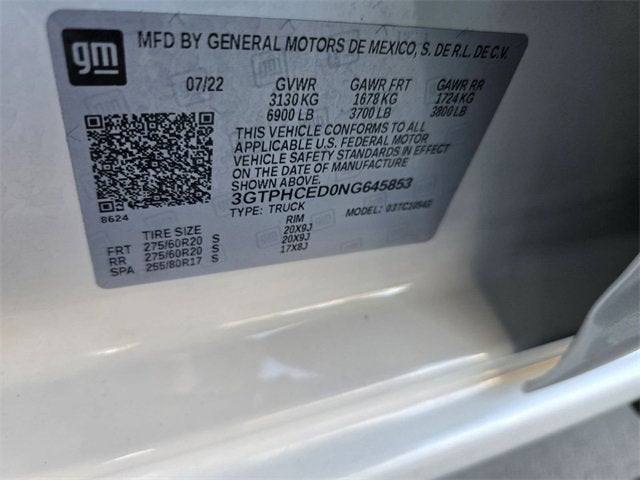 gm
MFD BY GENERAL MOTORS DE MEXICO, S. DE R.L. DE C.V.
07/22 GVWR GAWR FRT GAWR RR
3130 KG 1678 KG 1724 KG
6900 LB 3700 LB 3800 LB
THIS VEHICLE CONFORMS TO ALL
APPLICABLE U.S. FEDERAL MOTOR
VEHICLE SAFETY STANDARDS IN EFFECT
ON THE DATE OF MANUFACTURE
SHOWN ABOVE.
3GTPHCED0NG645853
8624 TYPE: TRUCK MODEL:
TIRE SIZE RIM
FRT 275/60R20 S 20X9J
RR 275/60R20 S 20X9J
SPA 255/80R17 S 17X8J